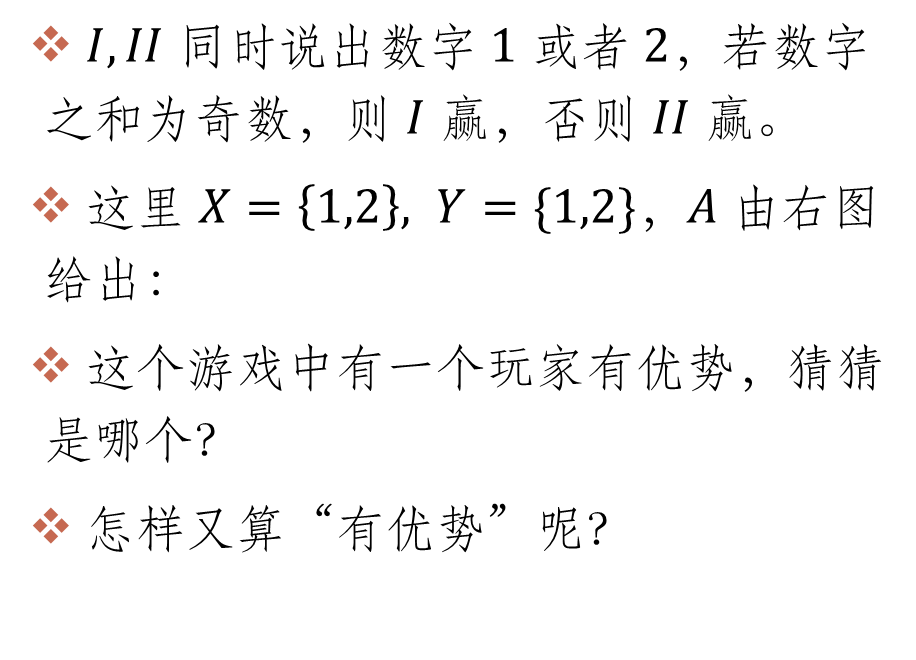 ❖ I, II 同时说出数字 1 或者 2，若数字
之和为奇数，则 I 赢，否则 II 赢。
❖ 这里 X = {1,2}, Y = {1,2}，A 由右图
给出：
❖ 这个游戏中有一个玩家有优势，猜猜
是哪个?
❖ 怎样又算“有优势”呢?